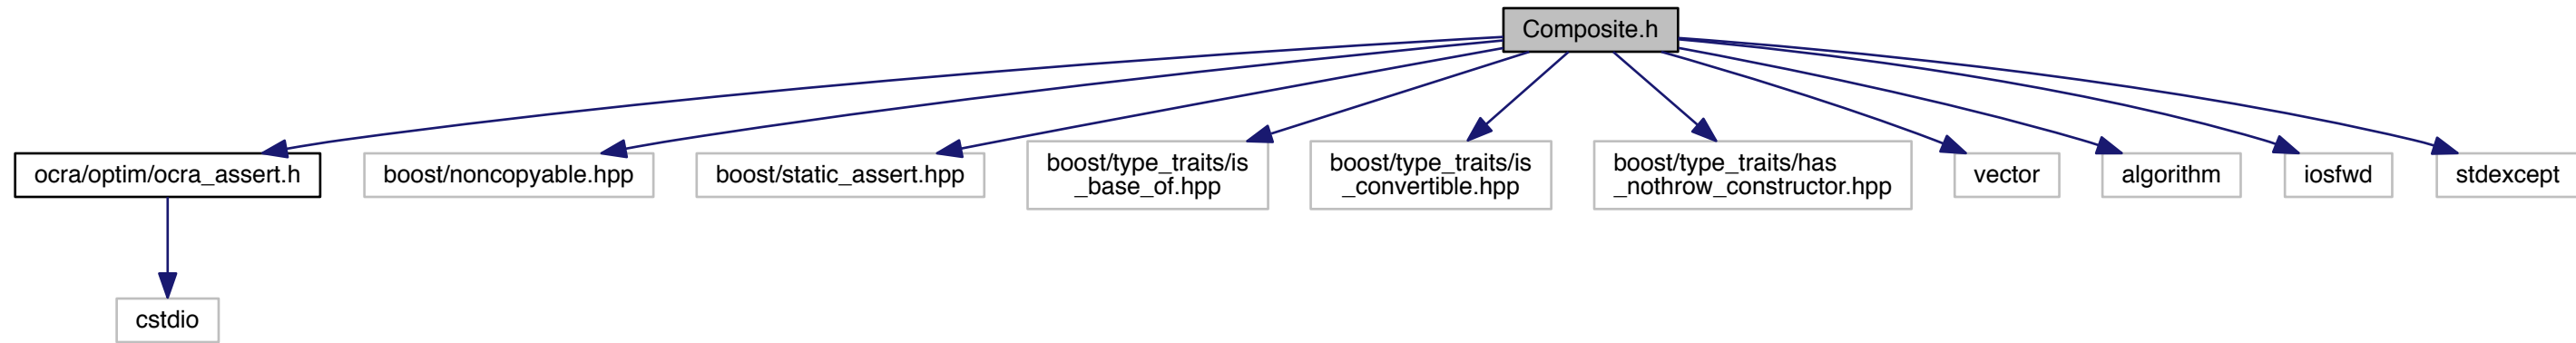 Composite.h
ocra/optim/ocra_assert.h
boost/noncopyable.hpp
boost/static_assert.hpp
boost/type_traits/is
_base_of.hpp
boost/type_traits/is
_convertible.hpp
boost/type_traits/has
_nothrow_constructor.hpp
vector
algorithm
iosfwd
stdexcept
cstdio